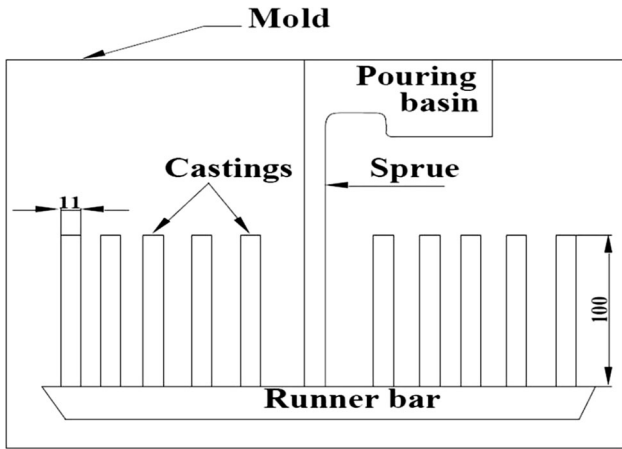 Mold
Pouring
basin
Castings
Sprue
11
100
Runner bar